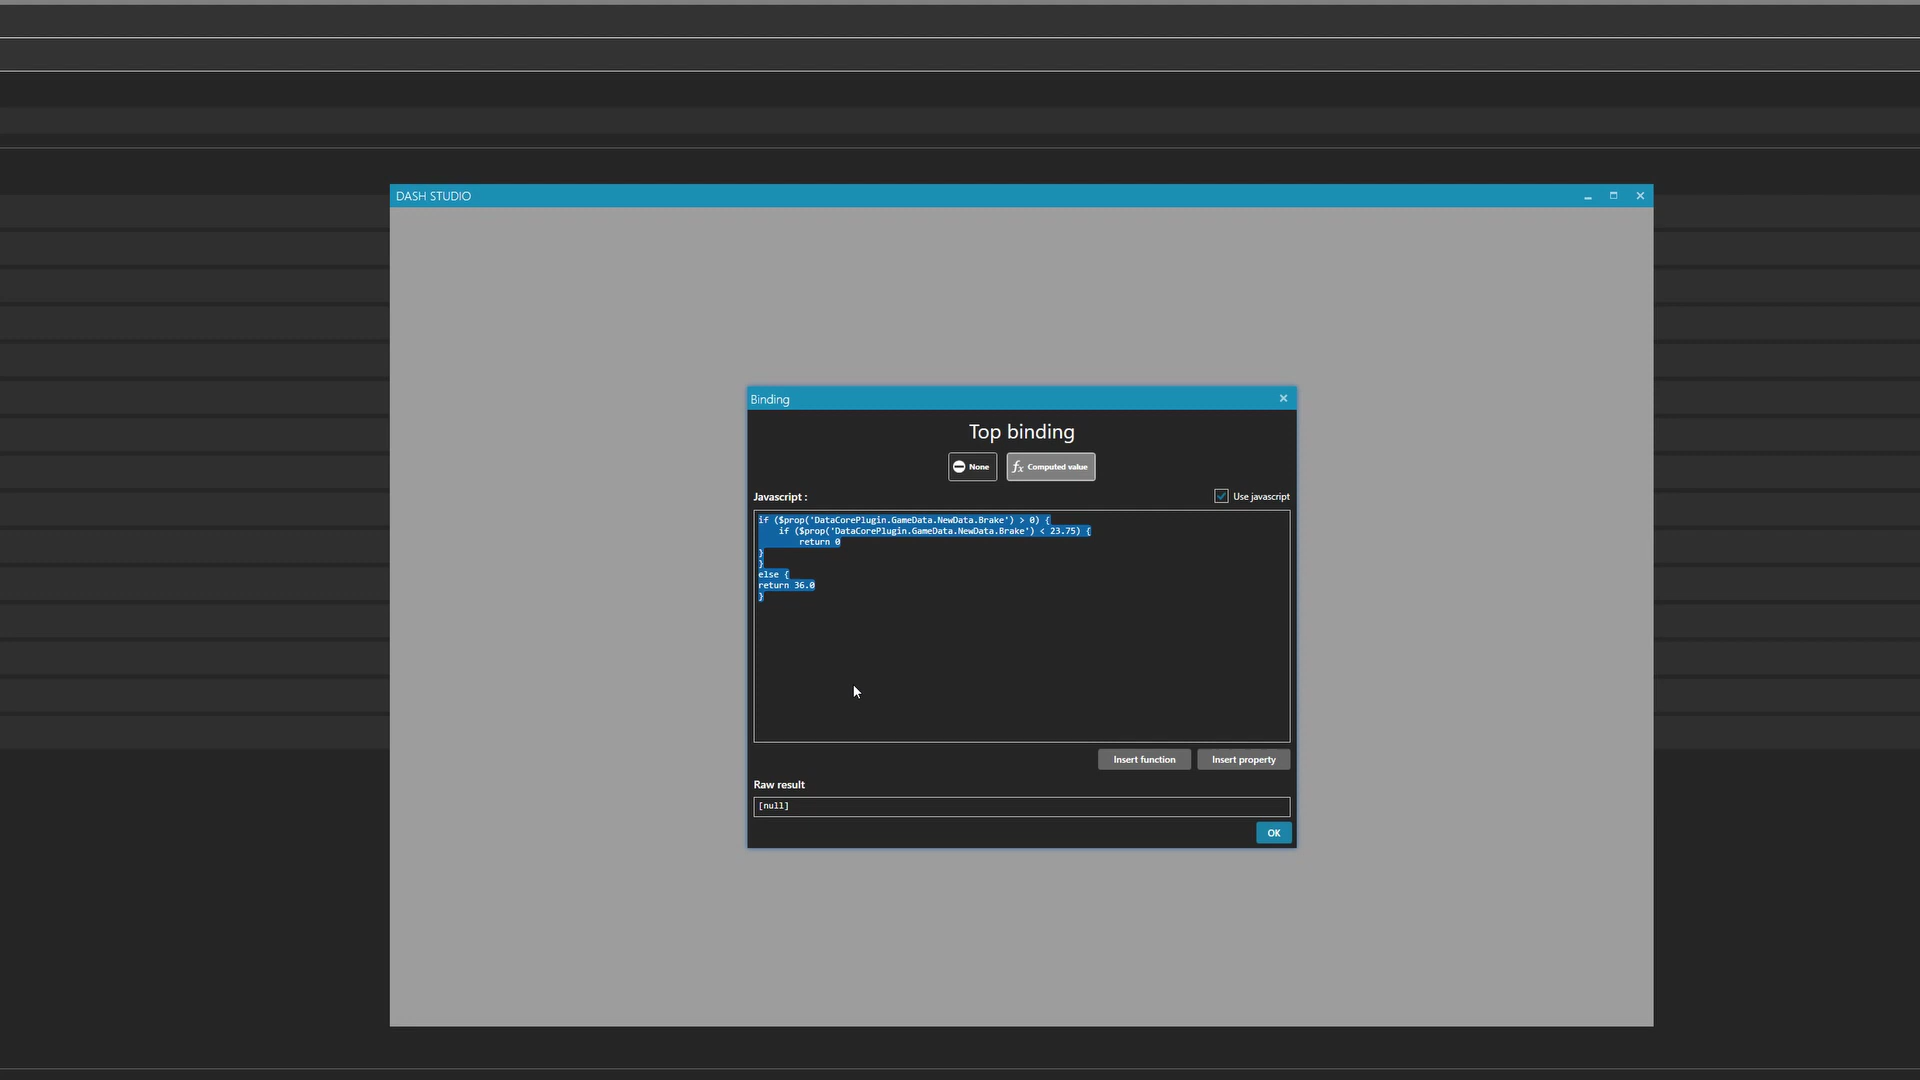 DASH STUDIO
Binding
Top binding
None
fx Computed value
Javascript :
Use javascript
if ($prop('DataCorePlugin.GameData.NewData.Brake') > 0) {
    if ($prop('DataCorePlugin.GameData.NewData.Brake') < 23.75) {
        return 0
}
}
else {
return 36.0
}
Insert function
Insert property
Raw result
[null]
OK